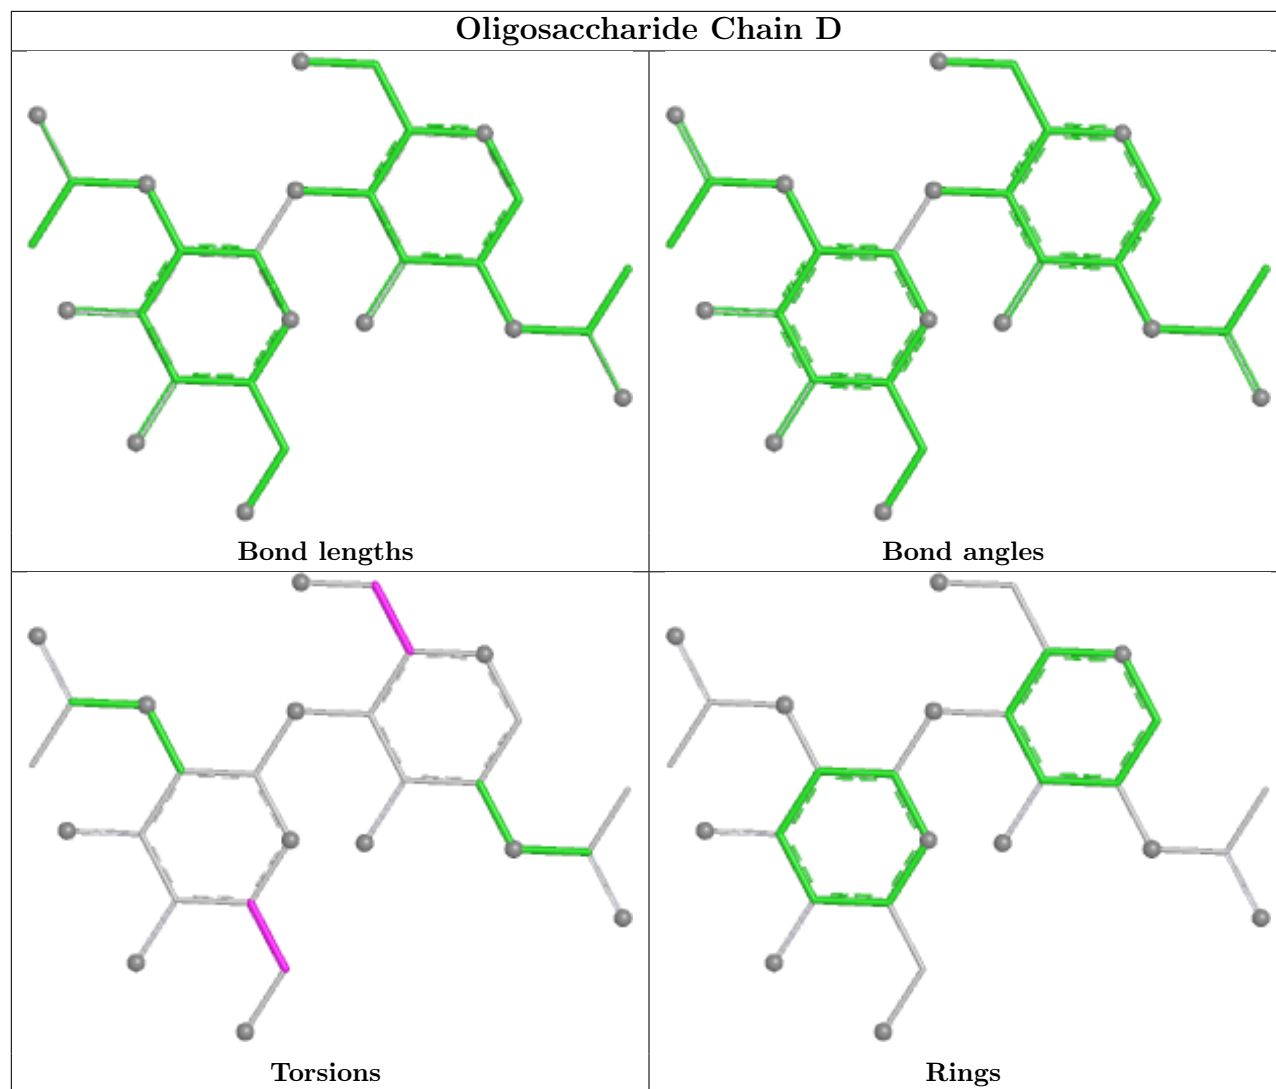 Oligosaccharide Chain D
Bond lengths
Bond angles
Torsions
Rings